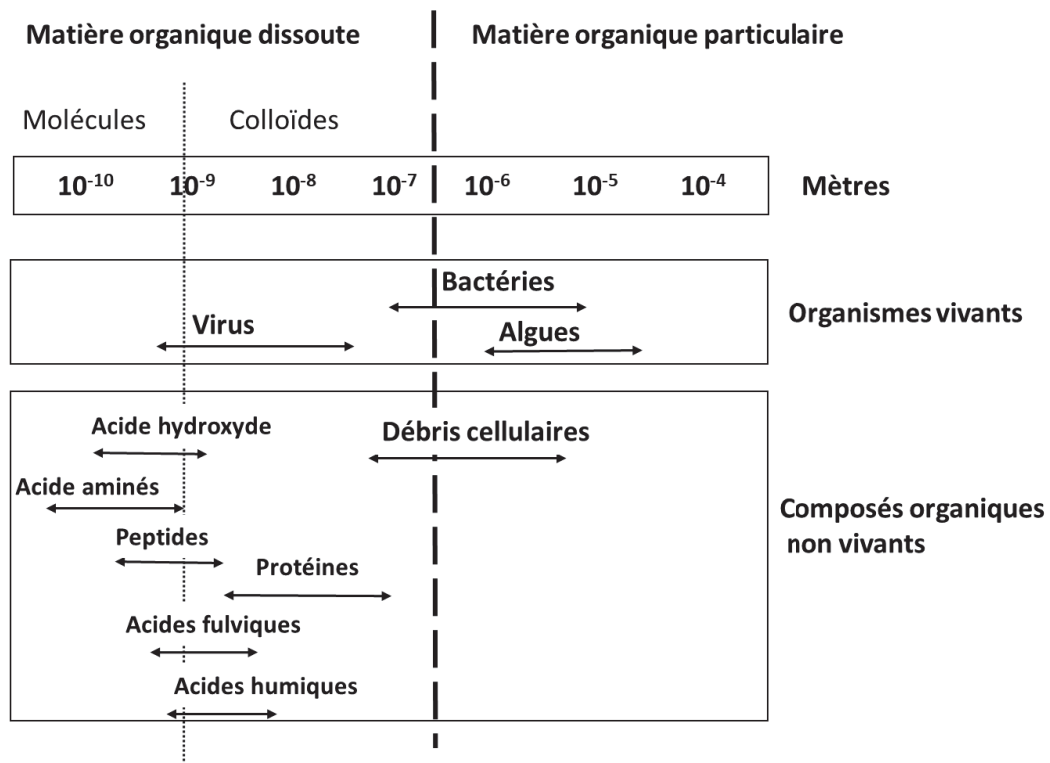 Matière organique dissoute
Matière organique particulaire
Molécules
Colloïdes
10-10 10-9 10-8 10-7 10-6 10-5 10-4
Mètres
Bactéries
Virus
Algues
Organismes vivants
Acide hydroxyde
Débris cellulaires
Acide aminés
Peptides
Protéines
Acides fulviques
Acides humiques
Composés organiques
non vivants